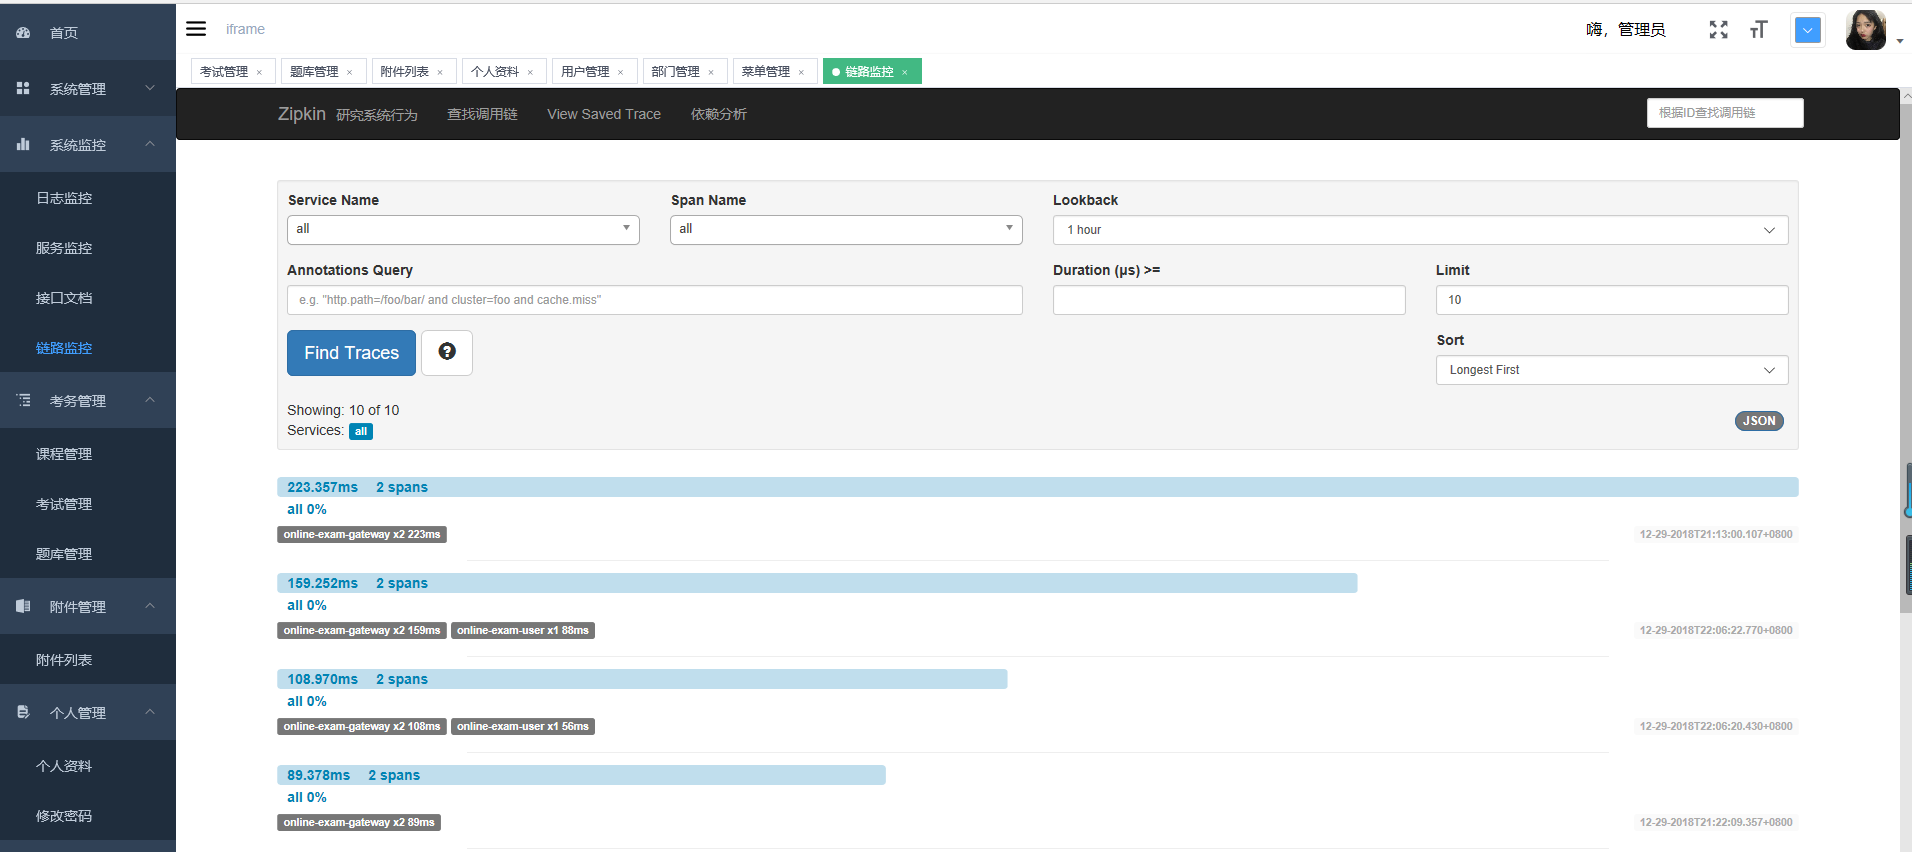 首页
系统管理
系统监控
日志监控
服务监控
接口文档
链路监控
考务管理
课程管理
考试管理
题库管理
附件管理
附件列表
个人管理
个人资料
修改密码
iframe
嗨，管理员
考试管理 × 题库管理 × 附件列表 × 个人资料 × 用户管理 × 部门管理 × 菜单管理 × 链路监控 ×
Zipkin 研究系统行为 查找调用链 View Saved Trace 依赖分析 根据ID查找调用链
Service Name Span Name Lookback
all all 1 hour
Annotations Query Duration (μs) >= Limit
e.g. "http.path=/foo/bar/ and cluster=foo and cache.miss" 10
Find Traces
Sort
Longest First
Showing: 10 of 10
Services: all
JSON
223.357ms 2 spans
all 0%
online-exam-gateway x2 223ms 12-29-2018T21:13:00.107+0800
159.252ms 2 spans
all 0%
online-exam-gateway x2 159ms online-exam-user x1 88ms 12-29-2018T22:06:22.770+0800
108.970ms 2 spans
all 0%
online-exam-gateway x2 108ms online-exam-user x1 56ms 12-29-2018T22:06:20.430+0800
89.378ms 2 spans
all 0%
online-exam-gateway x2 89ms 12-29-2018T21:22:09.357+0800